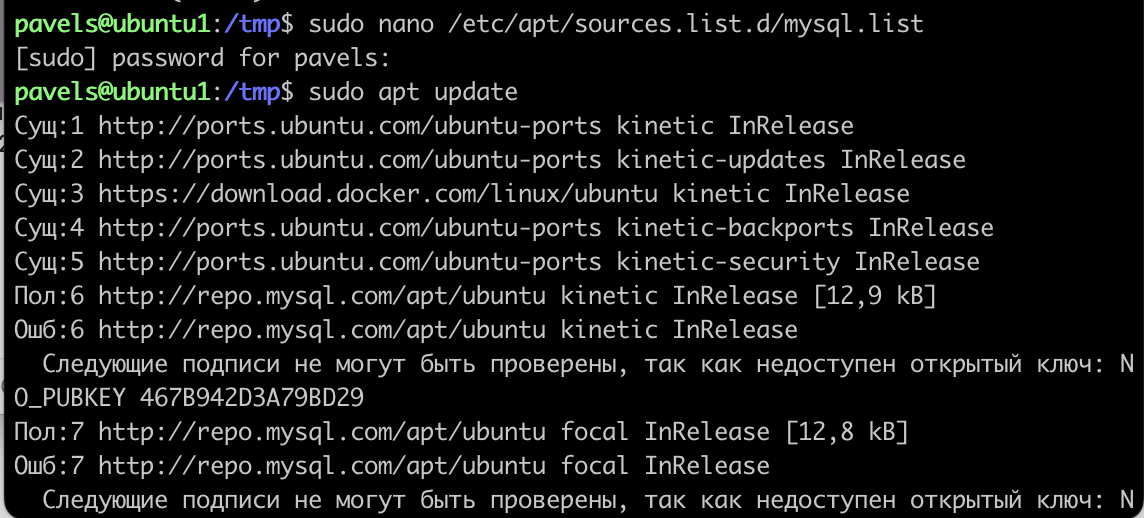 pavels@ubuntu1:/tmp$ sudo nano /etc/apt/sources.list.d/mysql.list
[sudo] password for pavels:
pavels@ubuntu1:/tmp$ sudo apt update
Сущ:1 http://ports.ubuntu.com/ubuntu-ports kinetic InRelease
Сущ:2 http://ports.ubuntu.com/ubuntu-ports kinetic-updates InRelease
Сущ:3 https://download.docker.com/linux/ubuntu kinetic InRelease
Сущ:4 http://ports.ubuntu.com/ubuntu-ports kinetic-backports InRelease
Сущ:5 http://ports.ubuntu.com/ubuntu-ports kinetic-security InRelease
Пол:6 http://repo.mysql.com/apt/ubuntu kinetic InRelease [12,9 kB]
Ошб:6 http://repo.mysql.com/apt/ubuntu kinetic InRelease
  Следующие подписи не могут быть проверены, так как недоступен открытый ключ: N
O_PUBKEY 467B942D3A79BD29
Пол:7 http://repo.mysql.com/apt/ubuntu focal InRelease [12,8 kB]
Ошб:7 http://repo.mysql.com/apt/ubuntu focal InRelease
  Следующие подписи не могут быть проверены, так как недоступен открытый ключ: N